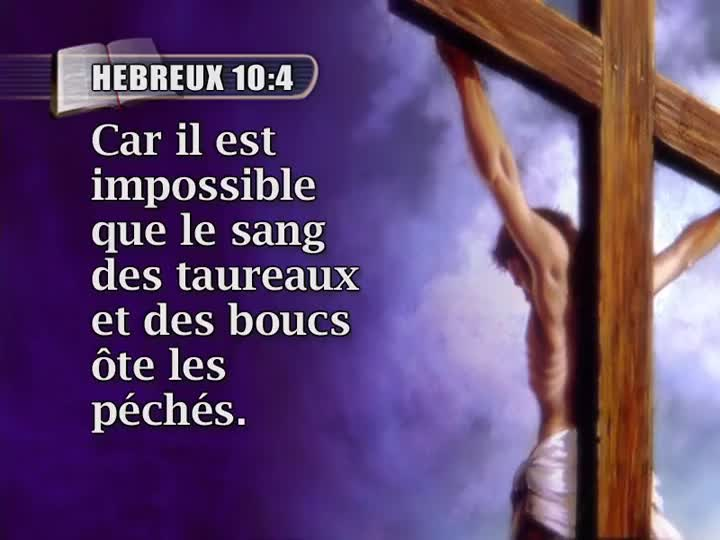 HEBREUX 10:4
Car il est
impossible
que le sang
des taureaux
et des boucs
ôte les
péchés.